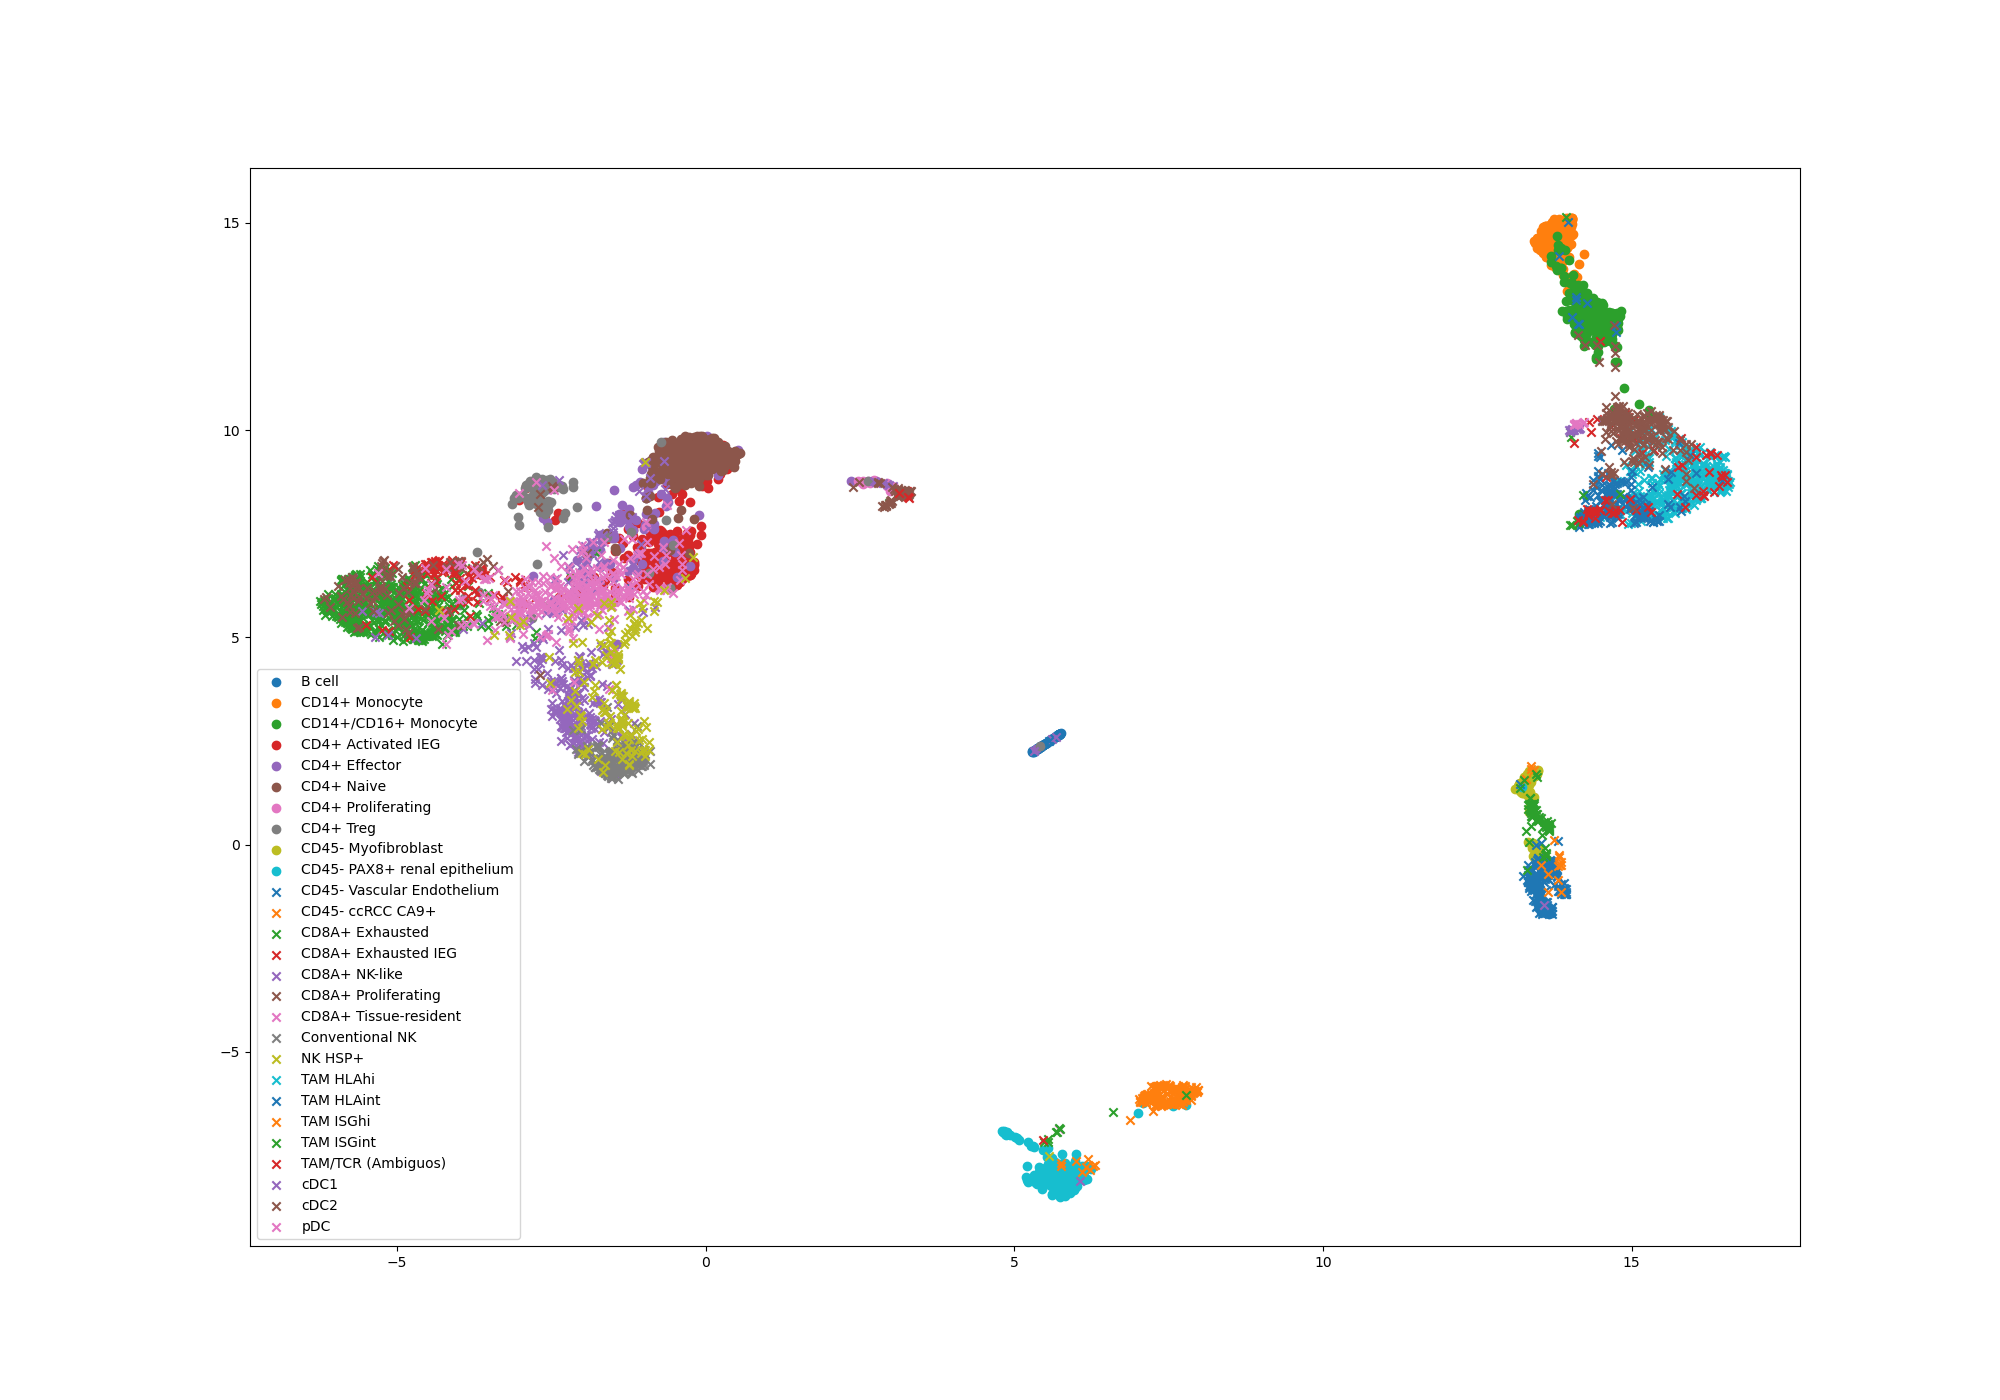 15
10
5
0
−5
B cell
CD14+ Monocyte
CD14+/CD16+ Monocyte
CD4+ Activated IEG
CD4+ Effector
CD4+ Naive
CD4+ Proliferating
CD4+ Treg
CD45- Myofibroblast
CD45- PAX8+ renal epithelium
CD45- Vascular Endothelium
CD45- ccRCC CA9+
CD8A+ Exhausted
CD8A+ Exhausted IEG
CD8A+ NK-like
CD8A+ Proliferating
CD8A+ Tissue-resident
Conventional NK
NK HSP+
TAM HLAhi
TAM HLAint
TAM ISGhi
TAM ISGint
TAM/TCR (Ambiguos)
cDC1
cDC2
pDC
−5 0 5 10 15